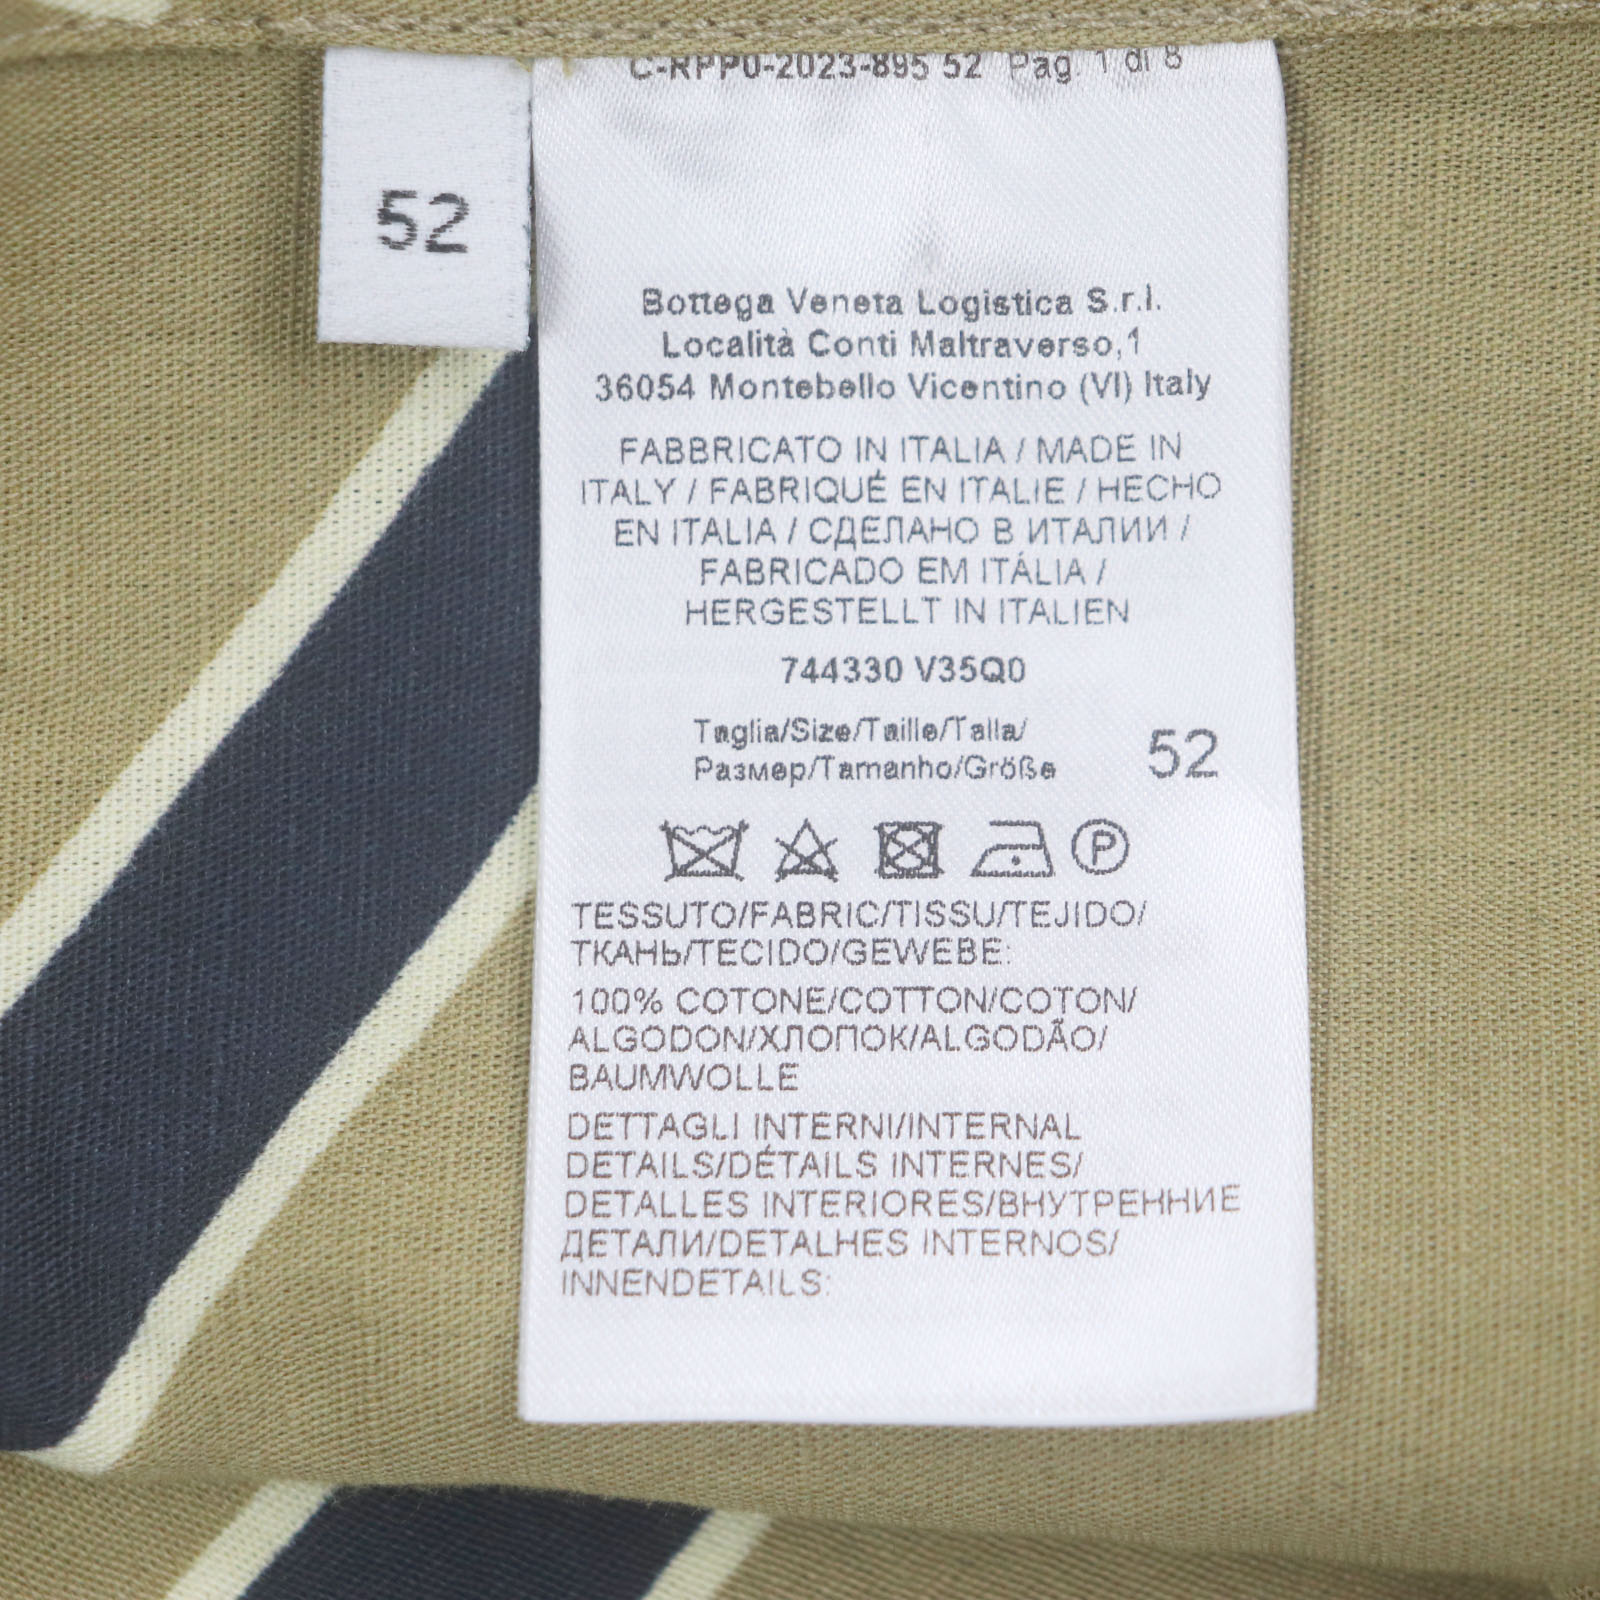 C-RPP0-2023-895 52 Pag. 1 di 8
52
Bottega Veneta Logistica S.r.l.
Località Conti Maltraverso,1
36054 Montebello Vicentino (VI) Italy
FABBRICATO IN ITALIA / MADE IN
ITALY / FABRIQUÉ EN ITALIE / HECHO
EN ITALIA / СДЕЛАНО В ИТАЛИИ /
FABRICADO EM ITÁLIA /
HERGESTELLT IN ITALIEN
744330 V35Q0
Taglia/Size/Taille/Talla/
Размер/Tamanho/Größe
52
P
TESSUTO/FABRIC/TISSU/TEJIDO/
ТКАНЬ/TECIDO/GEWEBE:
100% COTONE/COTTON/COTON/
ALGODON/ХЛОПОК/ALGODÃO/
BAUMWOLLE
DETTAGLI INTERNI/INTERNAL
DETAILS/DÉTAILS INTERNES/
DETALLES INTERIORES/ВНУТРЕННИЕ
ДЕТАЛИ/DETALHES INTERNOS/
INNENDETAILS: